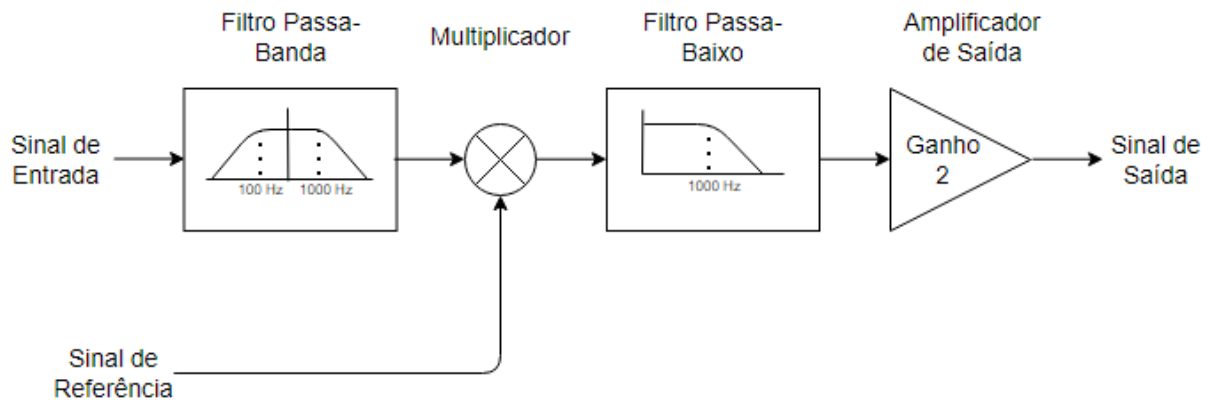 Filtro Passa-
Banda
Multiplicador
Filtro Passa-
Baixo
Amplificador
de Saída
Sinal de
Entrada
100 Hz
1000 Hz
1000 Hz
Ganho
2
Sinal de
Saída
Sinal de
Referência